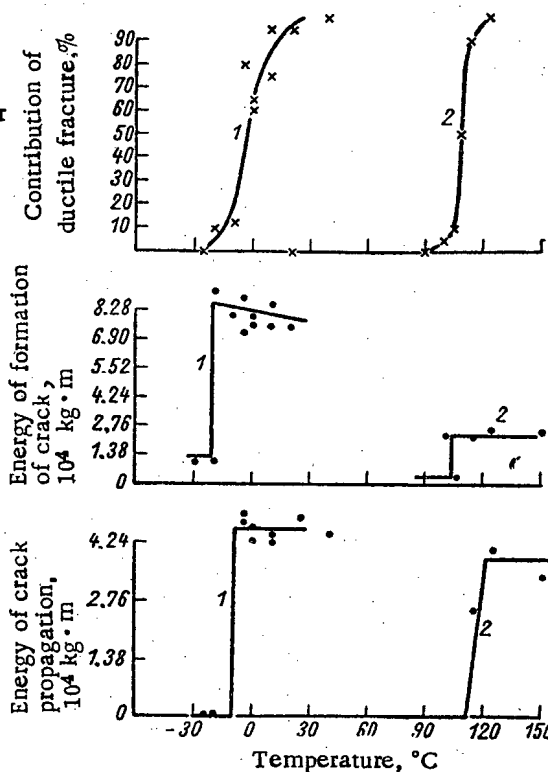 Contribution of
ductile fracture,%
90
80
70
60
50
40
30
20
10
1
2
Energy of formation
of crack,
10⁴ kg·m
8.28
6.90
5.52
4.24
2.76
1.38
0
1
2
Energy of crack
propagation,
10⁴ kg·m
4.24
2.76
1.38
0
1
2
-30 0 30 60 90 120 150
Temperature, °C